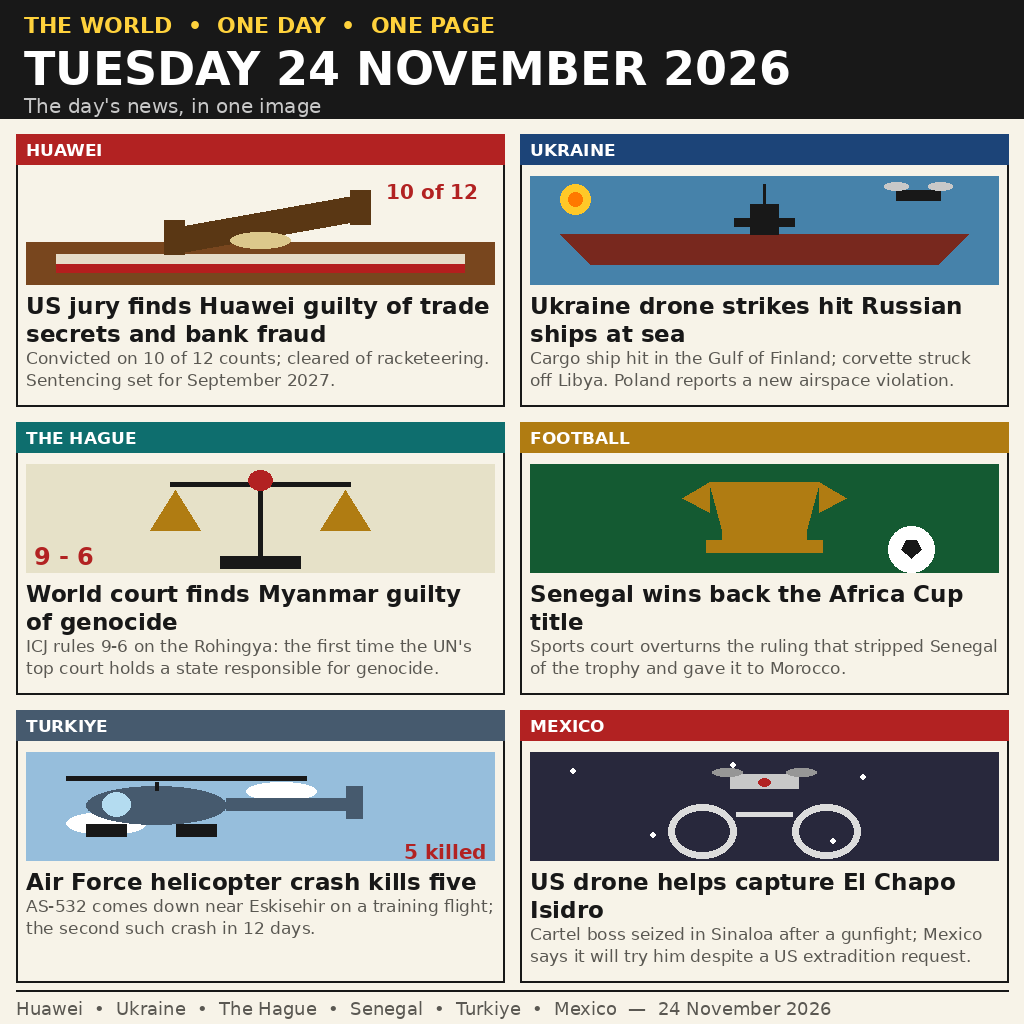 THE WORLD • ONE DAY • ONE PAGE
TUESDAY 24 NOVEMBER 2026
The day's news, in one image
HUAWEI
10 of 12
US jury finds Huawei guilty of trade
secrets and bank fraud
Convicted on 10 of 12 counts; cleared of racketeering.
Sentencing set for September 2027.
UKRAINE
Ukraine drone strikes hit Russian
ships at sea
Cargo ship hit in the Gulf of Finland; corvette struck
off Libya. Poland reports a new airspace violation.
THE HAGUE
9 - 6
World court finds Myanmar guilty
of genocide
ICJ rules 9-6 on the Rohingya: the first time the UN's
top court holds a state responsible for genocide.
FOOTBALL
Senegal wins back the Africa Cup
title
Sports court overturns the ruling that stripped Senegal
of the trophy and gave it to Morocco.
TURKIYE
5 killed
Air Force helicopter crash kills five
AS-532 comes down near Eskisehir on a training flight;
the second such crash in 12 days.
MEXICO
US drone helps capture El Chapo
Isidro
Cartel boss seized in Sinaloa after a gunfight; Mexico
says it will try him despite a US extradition request.
Huawei • Ukraine • The Hague • Senegal • Turkiye • Mexico — 24 November 2026